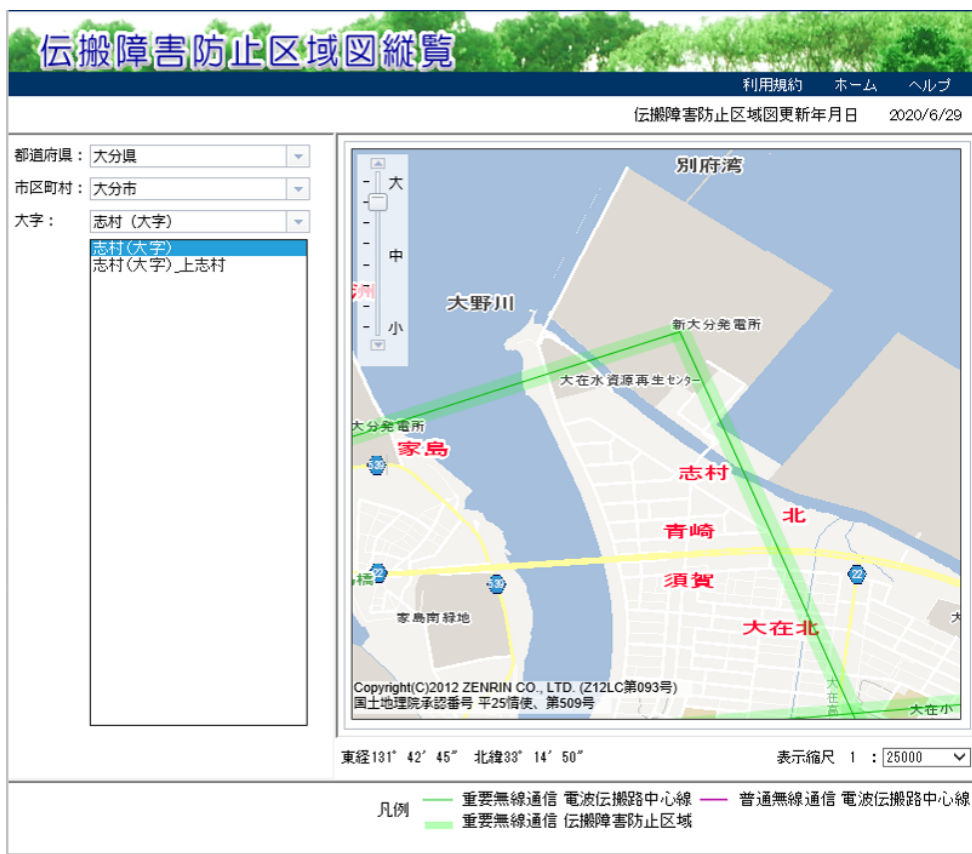 伝搬障害防止区域図縦覧
利用規約 ホーム ヘルプ
伝搬障害防止区域図更新年月日 2020/6/29
都道府県： 大分県
市区町村： 大分市
大字： 志村（大字）
志村(大字)
志村(大字)_上志村
大
中
小
別府湾
洲
大野川
新大分発電所
大在水資源再生センター
大分発電所
家島
志村
北
青崎
橋
22
22
須賀
家島南緑地
大在北
大在高
大在小
Copyright(C)2012 ZENRIN CO., LTD. (Z12LC第093号)
国土地理院承認番号 平25情使、第509号
東経131° 42′ 45″ 北緯33° 14′ 50″
表示縮尺 1 ：25000
凡例
重要無線通信 電波伝搬路中心線
普通無線通信 電波伝搬路中心線
重要無線通信 伝搬障害防止区域